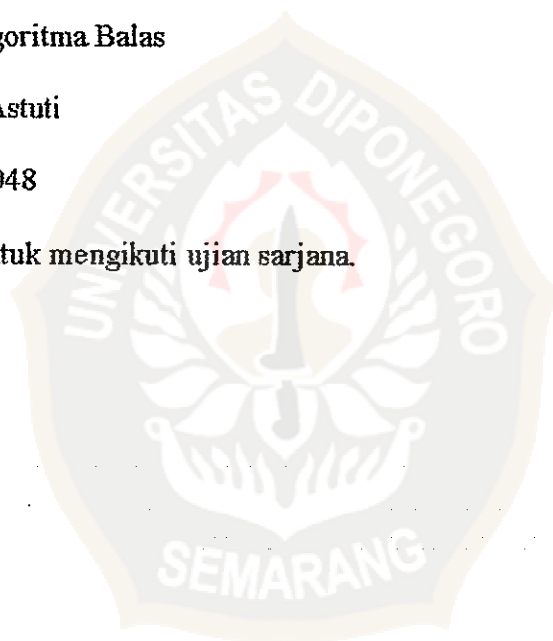 goritma Balas
Astuti
048
tuk mengikuti ujian sarjana.
UNIVERSITAS DIPONEGORO
SEMARANG